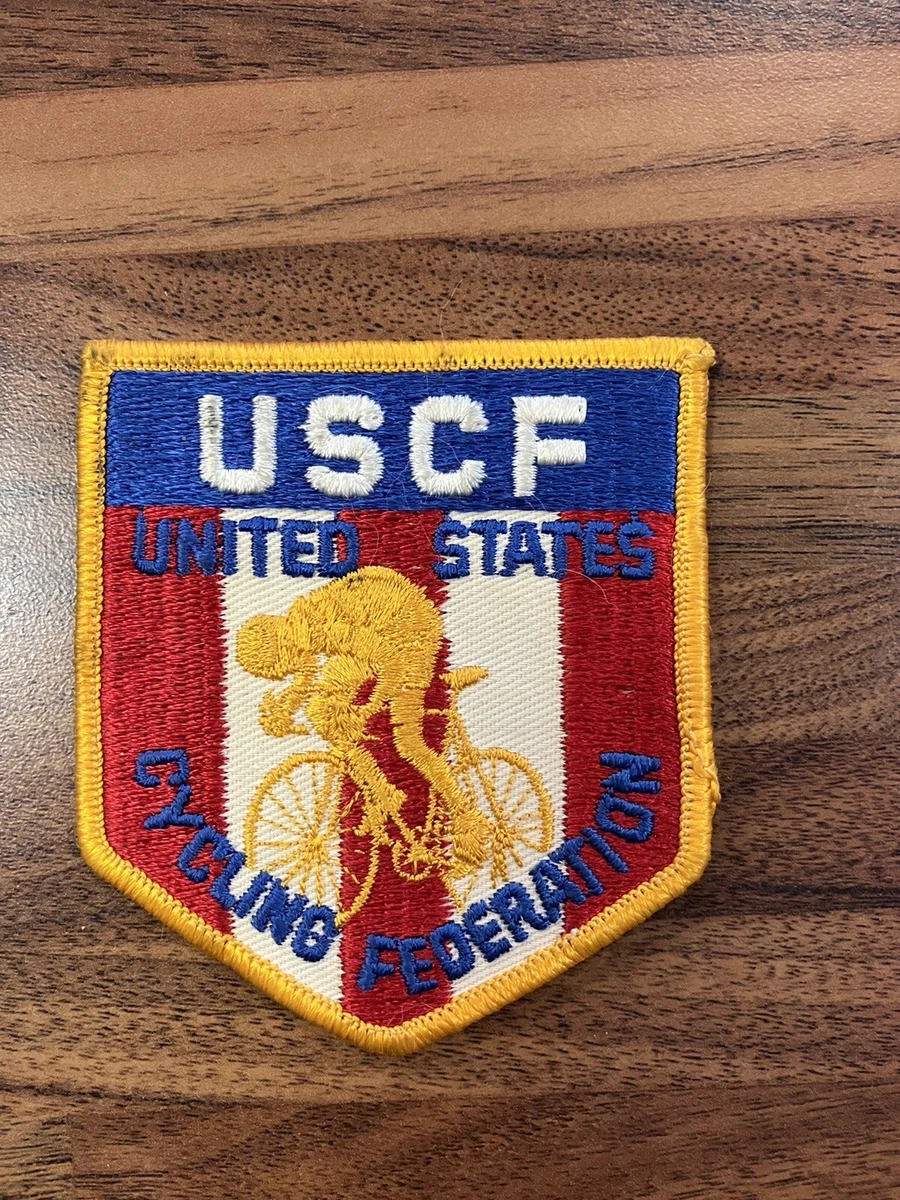 USCF
UNITED STATES
CYCLING FEDERATION